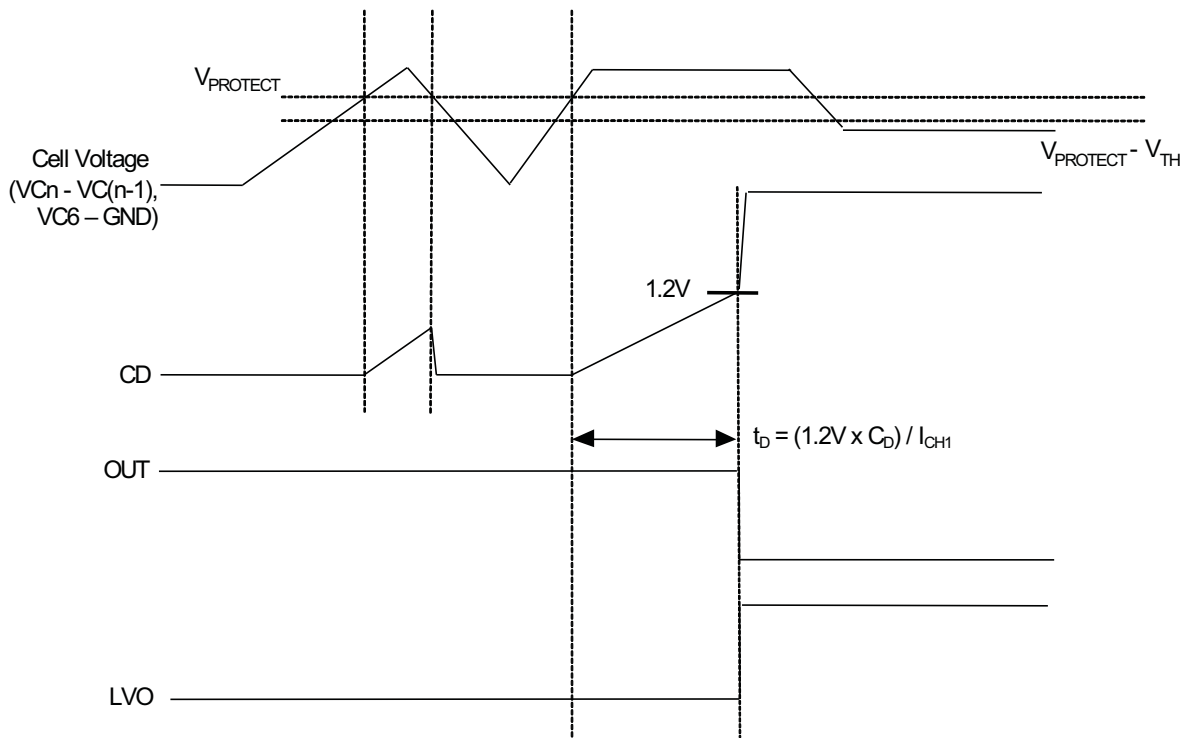 VPROTECT
Cell Voltage
(VCn - VC(n-1),
VC6 – GND)
VPROTECT - VTH
1.2V
CD
tD = (1.2V x CD) / ICH1
OUT
LVO